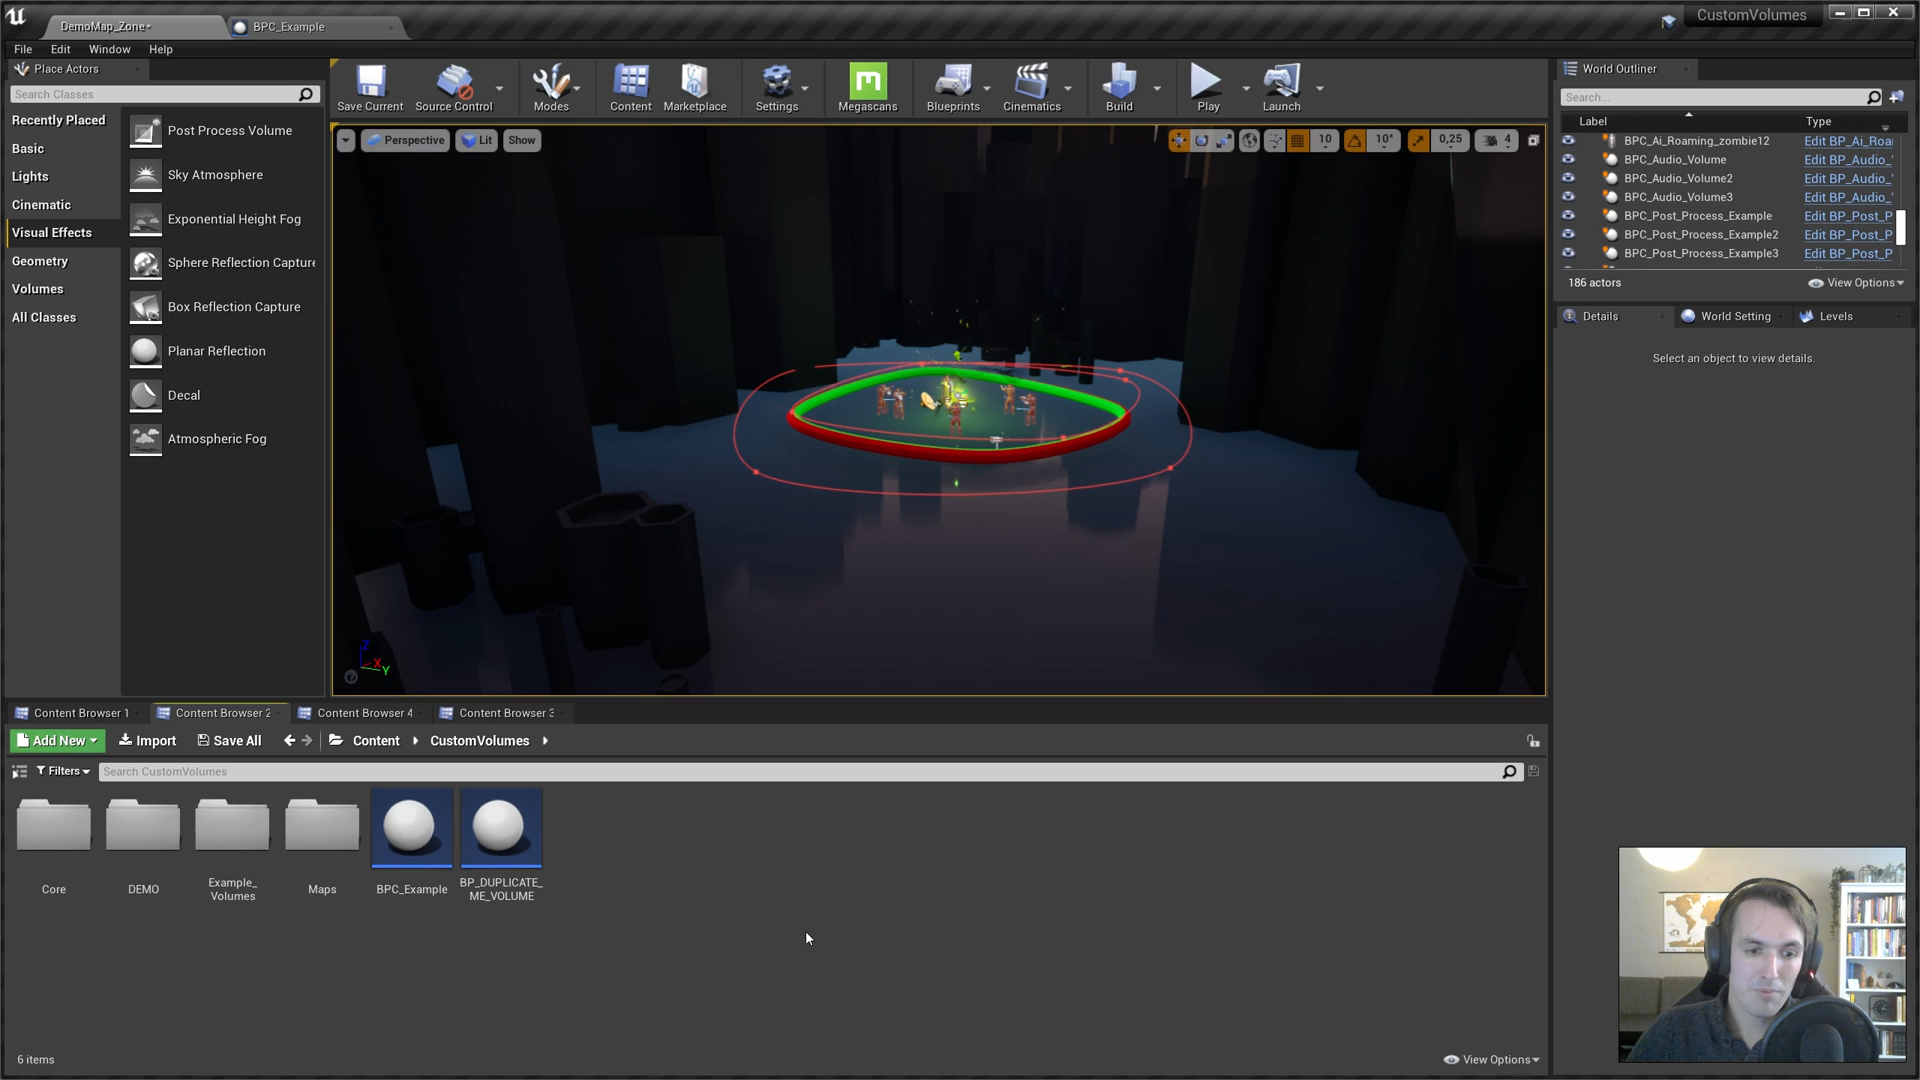 DemoMap_Zone•
BPC_Example
CustomVolumes
File Edit Window Help
Place Actors
Search Classes
Recently Placed
Basic
Lights
Cinematic
Visual Effects
Geometry
Volumes
All Classes
Post Process Volume
Sky Atmosphere
Exponential Height Fog
Sphere Reflection Capture
Box Reflection Capture
Planar Reflection
Decal
Atmospheric Fog
Save Current
Source Control
Modes
Content
Marketplace
Settings
Megascans
Blueprints
Cinematics
Build
Play
Launch
Perspective Lit Show
10 10° 0,25 4
Z X Y
World Outliner
Search...
Label Type
BPC_Ai_Roaming_zombie12 Edit BP_Ai_Roa
BPC_Audio_Volume Edit BP_Audio_
BPC_Audio_Volume2 Edit BP_Audio_
BPC_Audio_Volume3 Edit BP_Audio_
BPC_Post_Process_Example Edit BP_Post_P
BPC_Post_Process_Example2 Edit BP_Post_P
BPC_Post_Process_Example3 Edit BP_Post_P
186 actors View Options
Details World Setting Levels
Select an object to view details.
Content Browser 1 Content Browser 2 Content Browser 4 Content Browser 3
Add New Import Save All Content CustomVolumes
Filters Search CustomVolumes
Core
DEMO
Example_
Volumes
Maps
BPC_Example
BP_DUPLICATE_
ME_VOLUME
6 items View Options